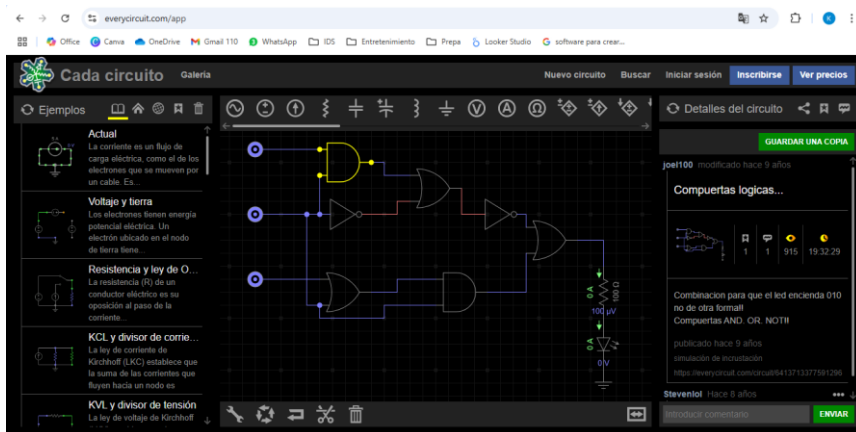 everycircuit.com/app
Office
Canva
OneDrive
Gmail 110
WhatsApp
IDS
Entretenimiento
Prepa
Looker Studio
software para crear...
Cada circuito
Galeria
Nuevo circuito
Buscar
Iniciar sesión
Inscribirse
Ver precios
Ejemplos
Detalles del circuito
Actual
La corriente es un flujo de
carga eléctrica, como el de los
electrones que se mueven por
un cable. Es...
Voltaje y tierra
Los electrones tienen energía
potencial eléctrica. Un
electrón ubicado en el nodo
de tierra tiene...
Resistencia y ley de O...
La resistencia (R) de un
conductor eléctrico es su
oposición al paso de la
corriente...
KCL y divisor de corrie...
La ley de corriente de
Kirchhoff (LKC) establece que
la suma de las corrientes que
fluyen hacia un nodo es
KVL y divisor de tensión
La ley de voltaje de Kirchhoff
V
A
Ω
0 A
100 Ω
100 µV
0 A
0 V
GUARDAR UNA COPIA
joel100 modificado hace 9 años
Compuertas logicas...
1
1
915
19:32:29
Combinacion para que el led encienda 010
no de otra forma!!
Compuertas AND. OR. NOT!!
publicado hace 9 años
simulación de incrustación
https://everycircuit.com/circuit/6413713377591296
Stevenlol Hace 8 años
Introducir comentario
ENVIAR